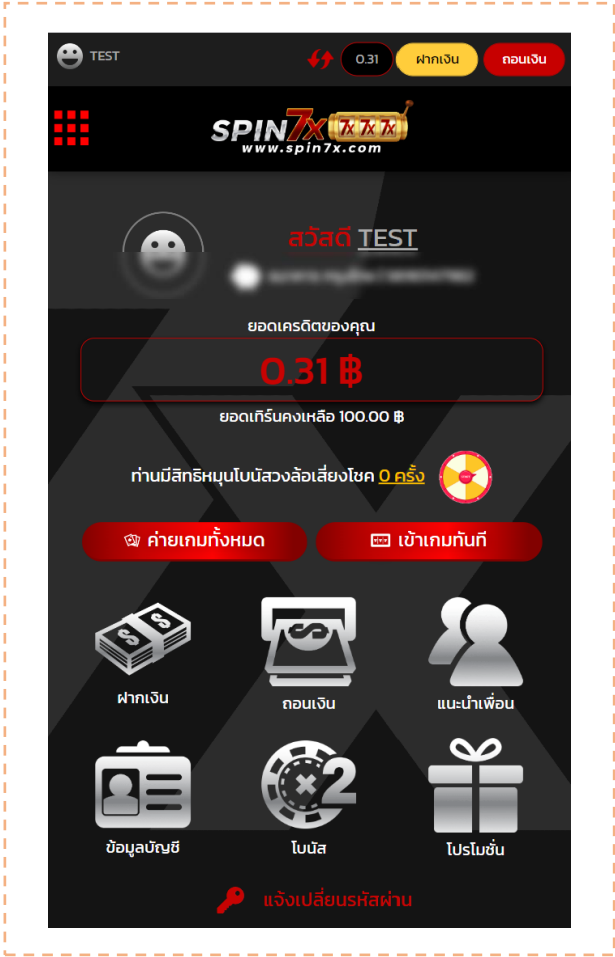 TEST
0.31
ฝากเงิน
ถอนเงิน
SPIN7x 7x 7x 7x
www.spin7x.com
สวัสดี TEST
ยอดเครดิตของคุณ
0.31 ฿
ยอดเทิร์นคงเหลือ 100.00 ฿
ท่านมีสิทธิหมุนโบนัสวงล้อเสี่ยงโชค 0 ครั้ง
ค่ายเกมทั้งหมด
เข้าเกมทันที
ฝากเงิน
ถอนเงิน
แนะนำเพื่อน
x2
ข้อมูลบัญชี
โบนัส
โปรโมชั่น
แจ้งเปลี่ยนรหัสผ่าน